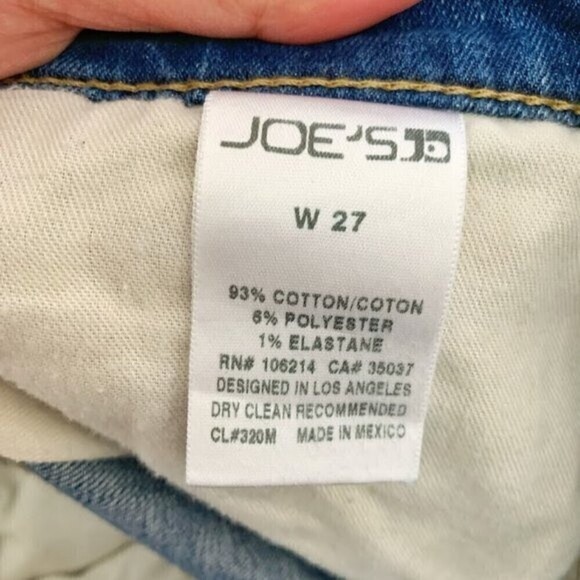 JOE'S JD
W 27
93% COTTON/COTON
6% POLYESTER
1% ELASTANE
RN# 106214 CA# 35037
DESIGNED IN LOS ANGELES
DRY CLEAN RECOMMENDED
CL#320M MADE IN MEXICO